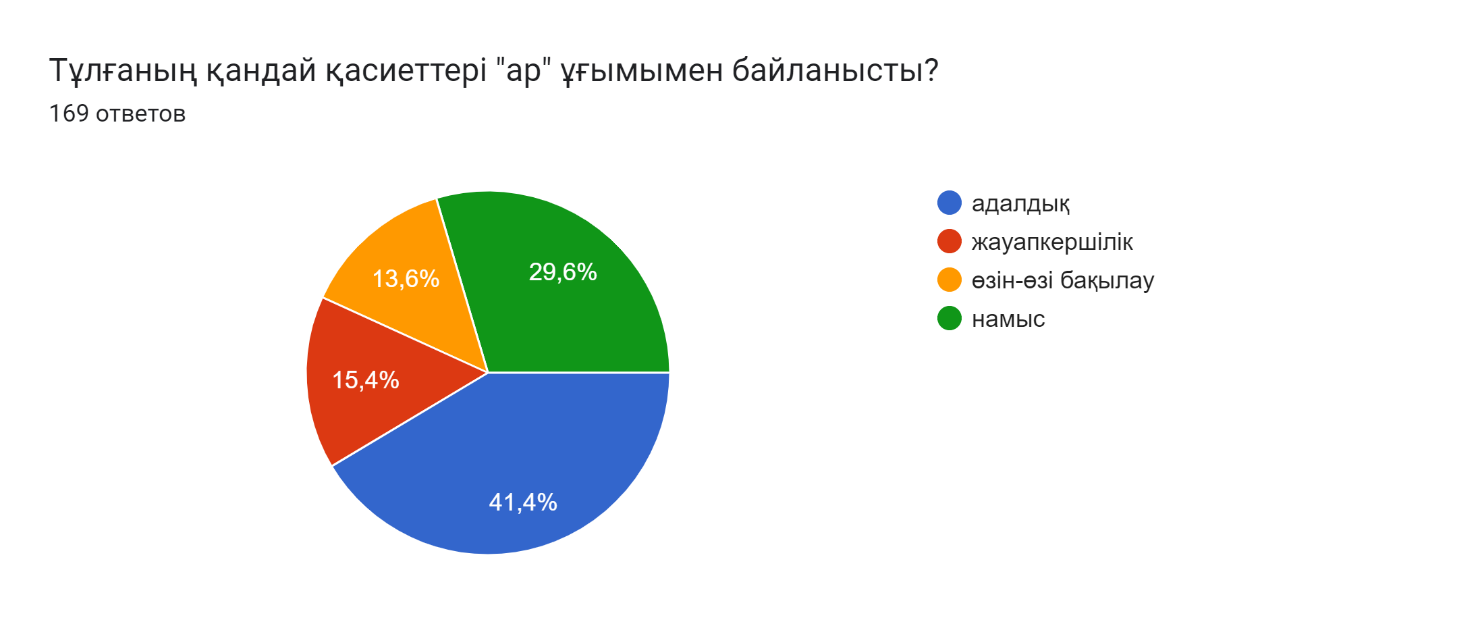 Тұлғаның қандай қасиеттері "ар" ұғымымен байланысты?
169 ответов
адалдық
жауапкершілік
өзін-өзі бақылау
намыс
29,6%
13,6%
15,4%
41,4%